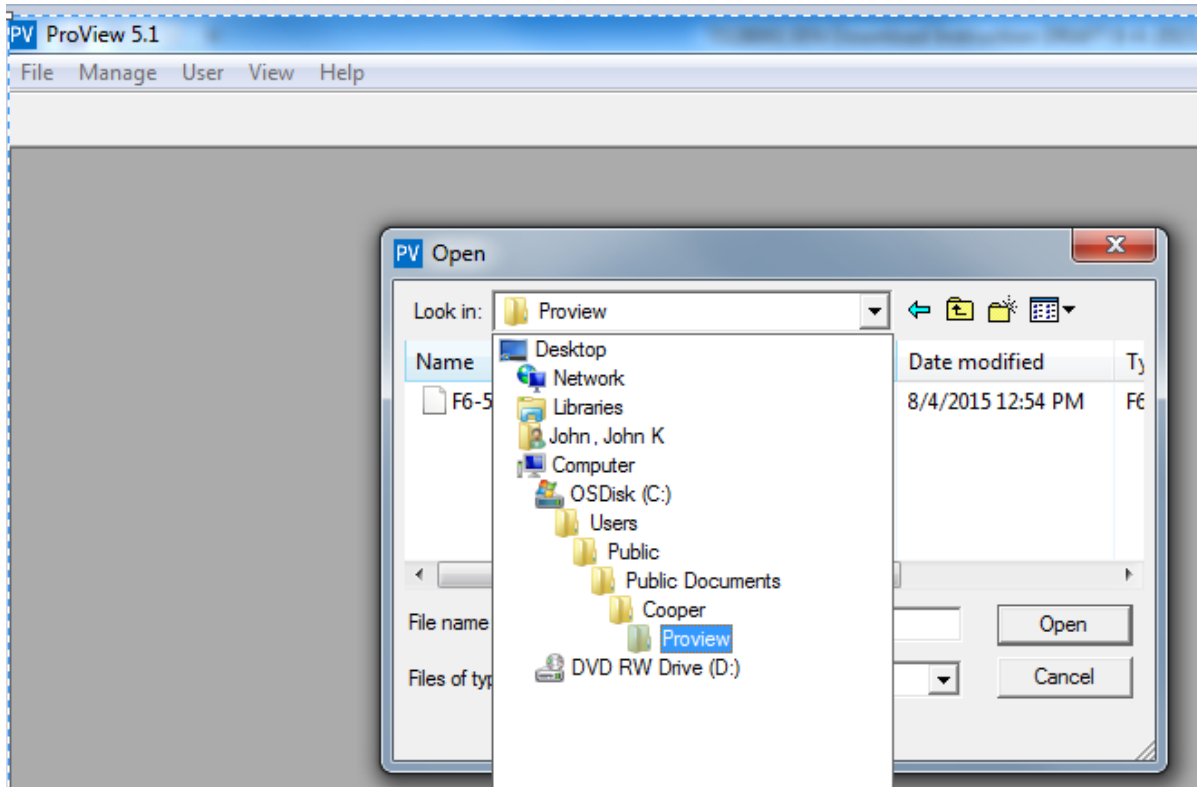 PV ProView 5.1
File Manage User View Help
PV Open
Look in: Proview
Name Date modified Ty
F6-5 8/4/2015 12:54 PM F6
Desktop
Network
Libraries
John , John K
Computer
OSDisk (C:)
Users
Public
Public Documents
Cooper
Proview
DVD RW Drive (D:)
File name Open
Files of typ Cancel